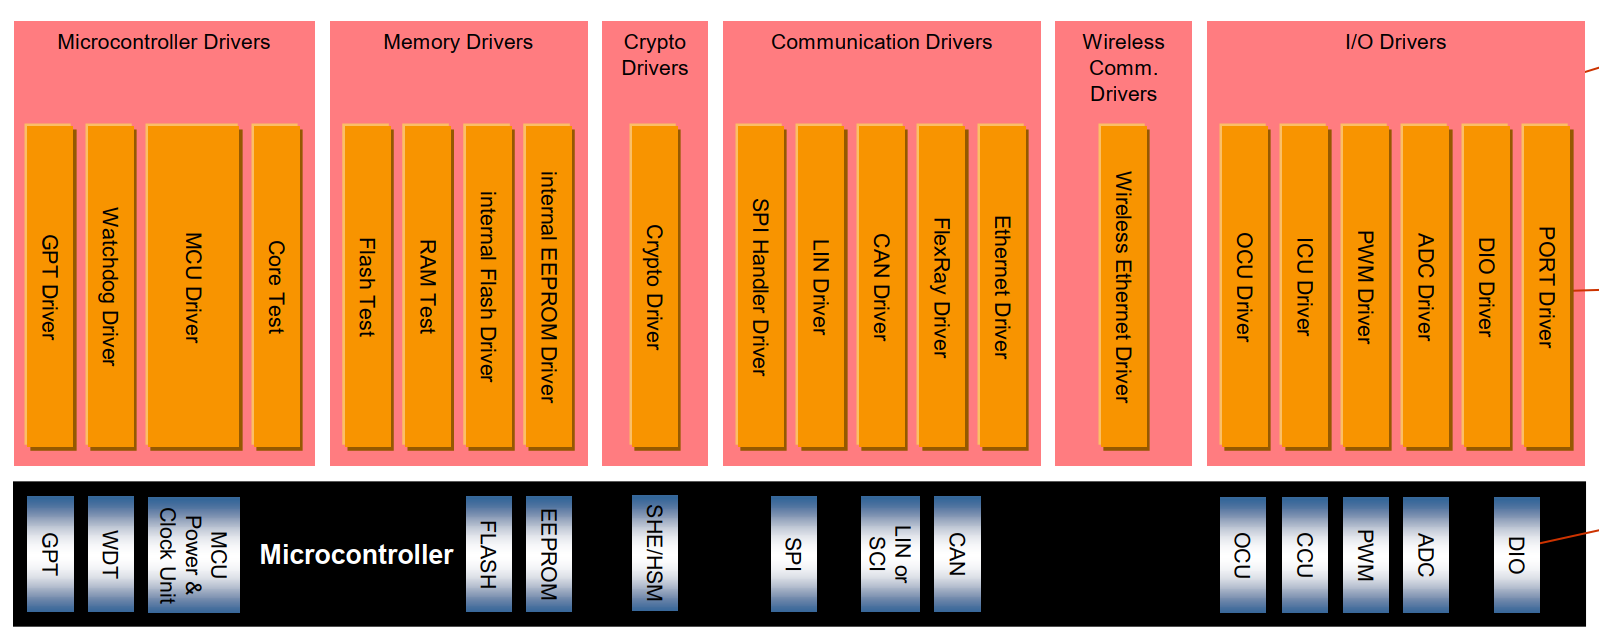 Microcontroller Drivers
Memory Drivers
Crypto
Drivers
Communication Drivers
Wireless
Comm.
Drivers
I/O Drivers
GPT Driver
Watchdog Driver
MCU Driver
Core Test
Flash Test
RAM Test
internal Flash Driver
internal EEPROM Driver
Crypto Driver
SPI Handler Driver
LIN Driver
CAN Driver
FlexRay Driver
Ethernet Driver
Wireless Ethernet Driver
OCU Driver
ICU Driver
PWM Driver
ADC Driver
DIO Driver
PORT Driver
GPT
WDT
MCU
Power &
Clock Unit
Microcontroller
FLASH
EEPROM
SHE/HSM
SPI
LIN or
SCI
CAN
OCU
CCU
PWM
ADC
DIO